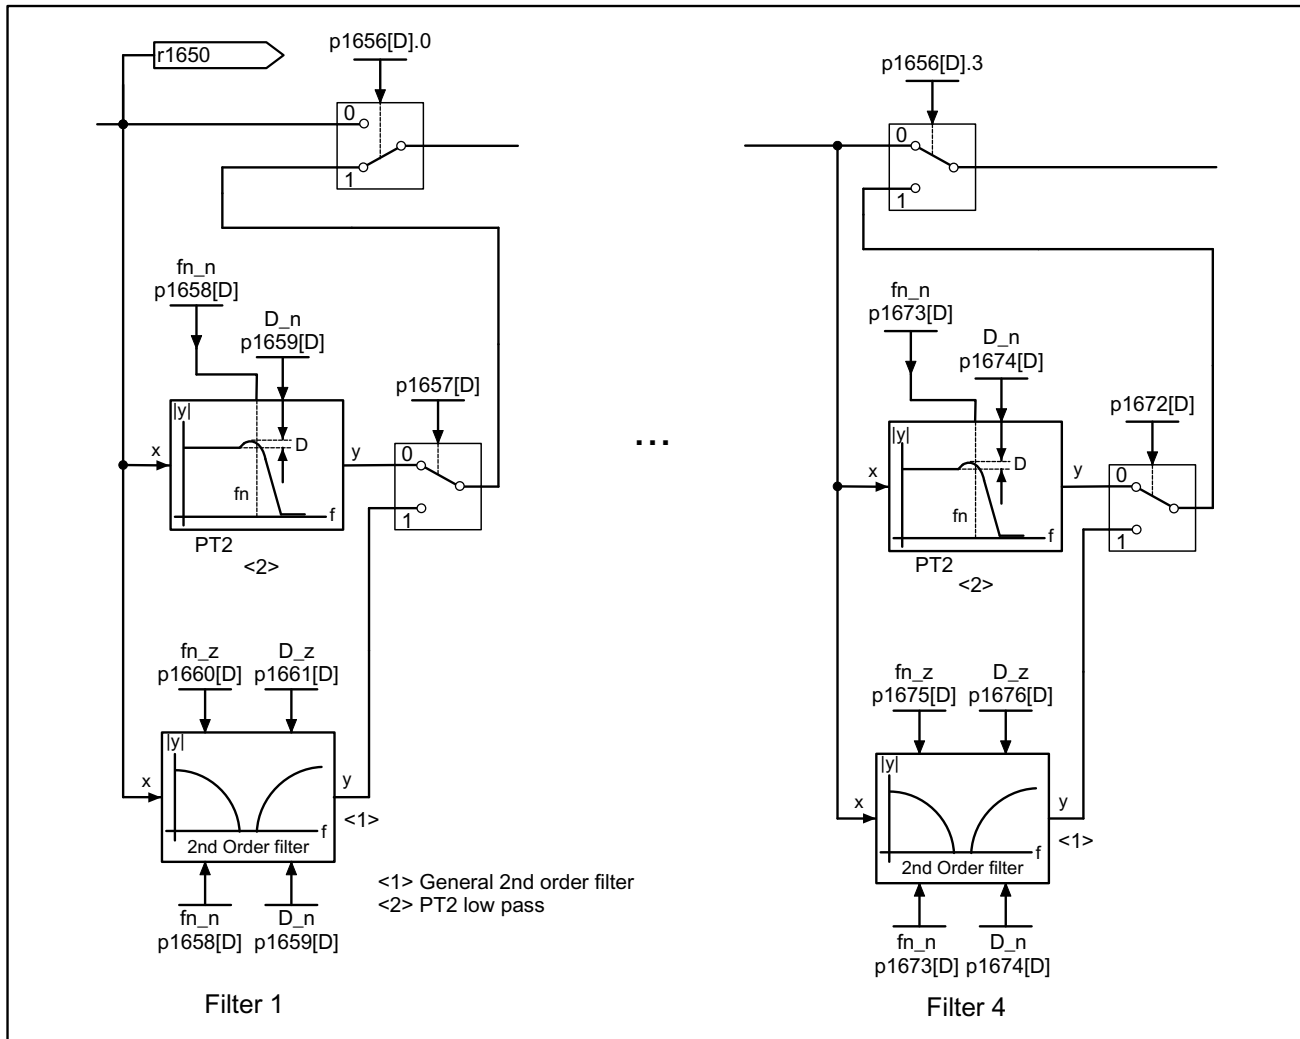 r1650
p1656[D].0
0
1
fn_n
p1658[D]
D_n
p1659[D]
p1657[D]
|y|
x
D
fn
f
y
0
1
PT2
<2>
fn_z
p1660[D]
D_z
p1661[D]
|y|
x
f
y
<1>
2nd Order filter
fn_n
p1658[D]
D_n
p1659[D]
<1> General 2nd order filter
<2> PT2 low pass
Filter 1
...
p1656[D].3
0
1
fn_n
p1673[D]
D_n
p1674[D]
p1672[D]
|y|
x
D
fn
f
y
0
1
PT2
<2>
fn_z
p1675[D]
D_z
p1676[D]
|y|
x
f
y
<1>
2nd Order filter
fn_n
p1673[D]
D_n
p1674[D]
Filter 4